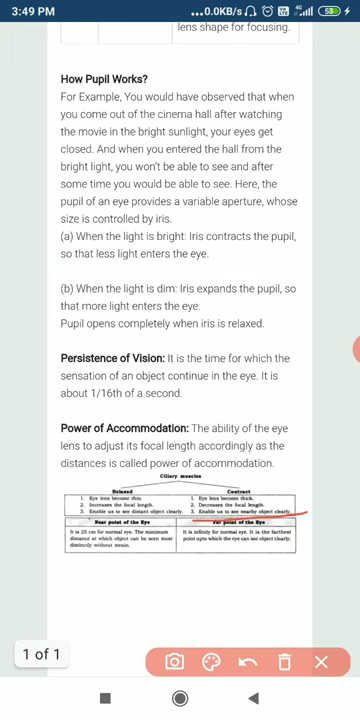 3:49 PM
...0.0KB/s 4G 53
lens shape for focusing.
How Pupil Works?
For Example, You would have observed that when
you come out of the cinema hall after watching
the movie in the bright sunlight, your eyes get
closed. And when you entered the hall from the
bright light, you won't be able to see and after
some time you would be able to see. Here, the
pupil of an eye provides a variable aperture, whose
size is controlled by iris.
(a) When the light is bright: Iris contracts the pupil,
so that less light enters the eye.
(b) When the light is dim: Iris expands the pupil, so
that more light enters the eye.
Pupil opens completely when iris is relaxed.
Persistence of Vision: It is the time for which the
sensation of an object continue in the eye. It is
about 1/16th of a second.
Power of Accommodation: The ability of the eye
lens to adjust its focal length accordingly as the
distances is called power of accommodation.
Ciliary muscles
Relaxed
1. Eye lens become thin.
2. Increases the focal length.
3. Enable us to see distant object clearly.
Contract
1. Eye lens become thick.
2. Decreases the focal length.
3. Enable us to see nearby object clearly.
Near point of the Eye
It is 25 cm for normal eye. The minimum
distance at which object can be seen most
distinctly without strain.
Far point of the Eye
It is infinity for normal eye. It is the farthest
point upto which the eye can see object clearly.
1 of 1